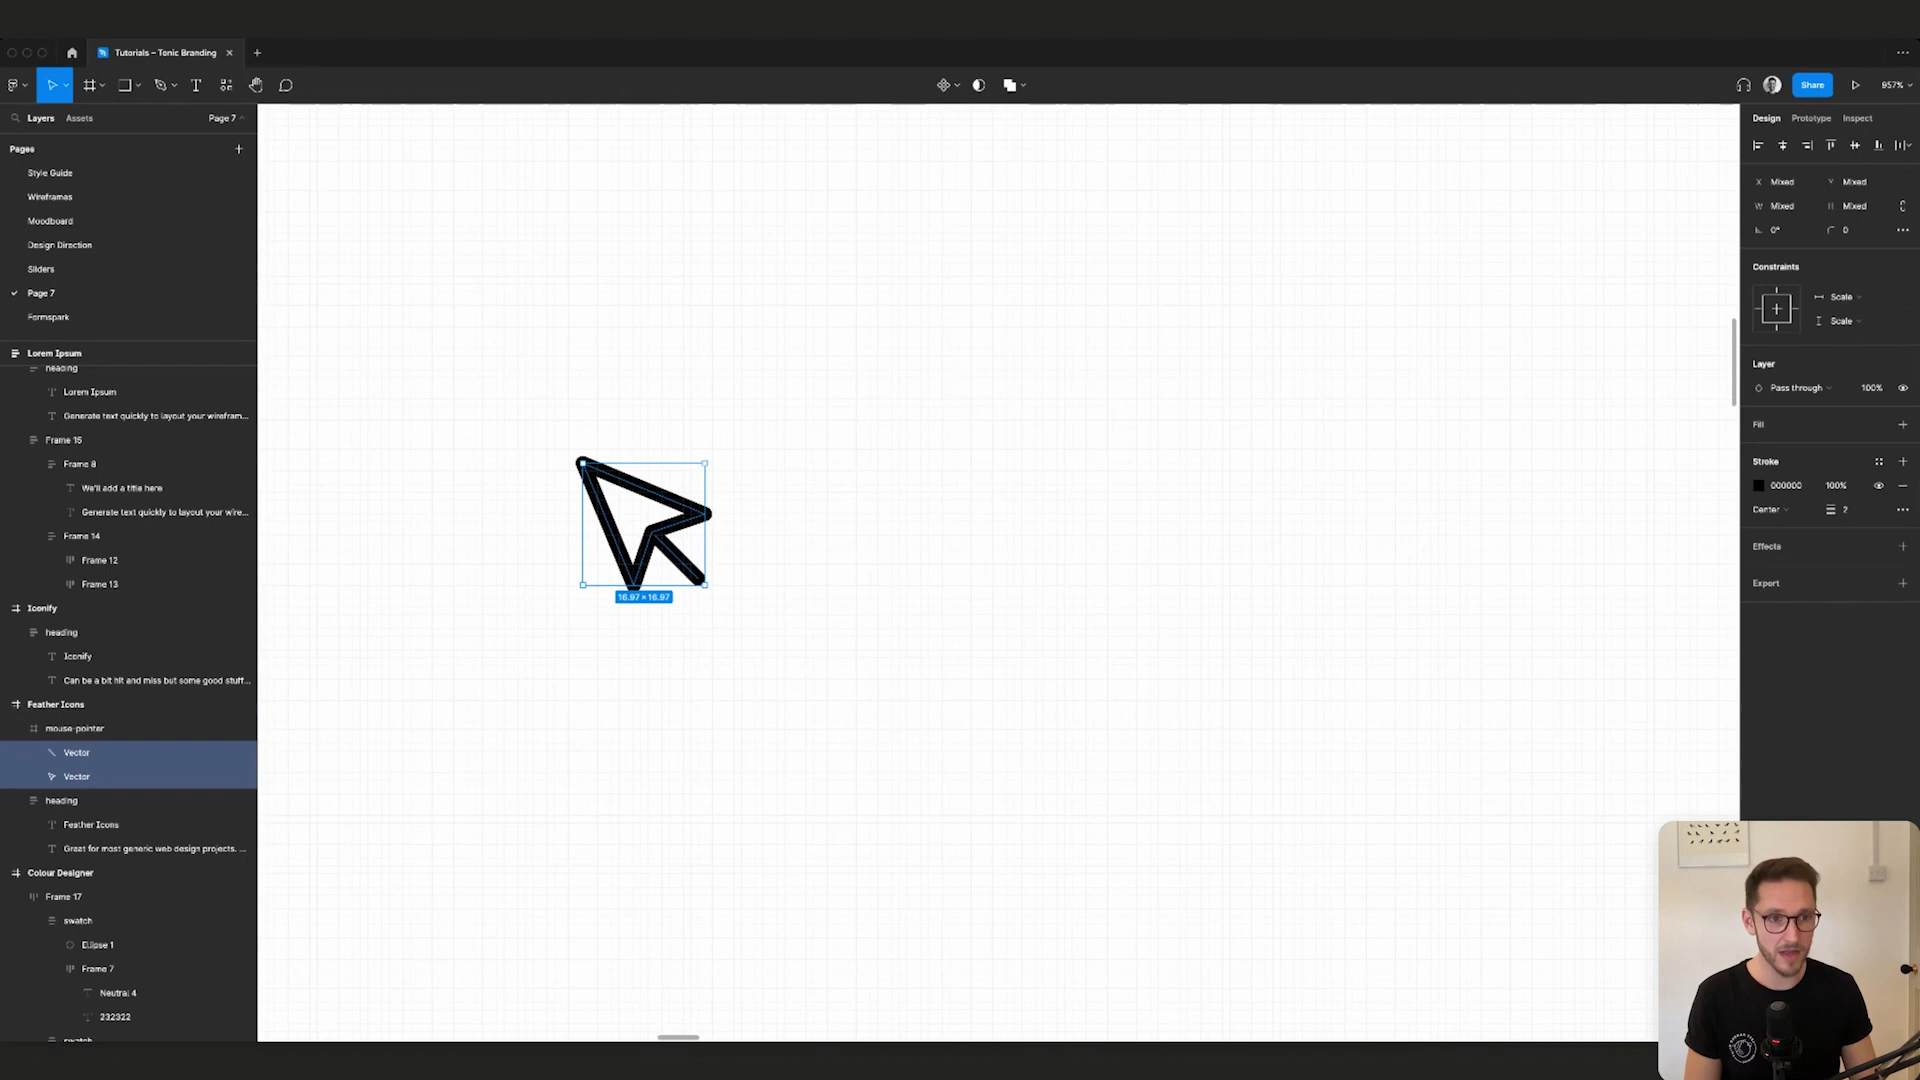 Tutorials – Tonic Branding
Share
957%
Layers
Assets
Page 7
Design
Prototype
Inspect
Pages
Style Guide
Wireframes
Moodboard
Design Direction
Sliders
Page 7
Formspark
Lorem Ipsum
heading
Lorem Ipsum
Generate text quickly to layout your wirefram...
Frame 15
Frame 8
We'll add a title here
Generate text quickly to layout your wire...
Frame 14
Frame 12
Frame 13
Iconify
heading
Iconify
Can be a bit hit and miss but some good stuff...
Feather Icons
mouse-pointer
Vector
Vector
heading
Feather Icons
Great for most generic web design projects. ...
Colour Designer
Frame 17
swatch
Ellipse 1
Frame 7
Neutral 4
232322
swatch
16.97 × 16.97
X Mixed
Y Mixed
W Mixed
H Mixed
0°
0
Constraints
Scale
Scale
Layer
Pass through
100%
Fill
Stroke
000000
100%
Center
2
Effects
Export